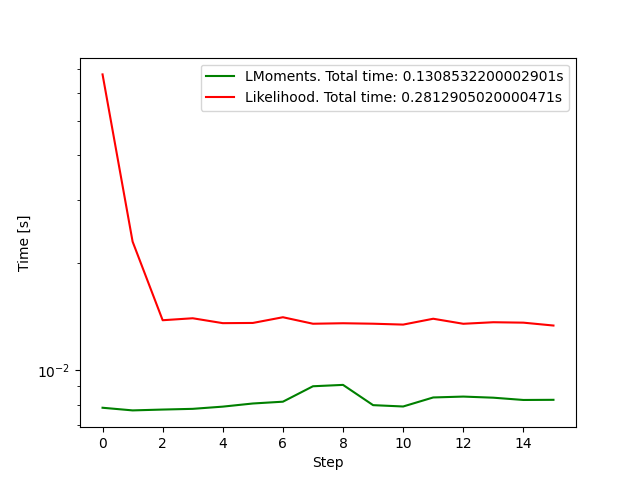 LMoments. Total time: 0.1308532200002901s
Likelihood. Total time: 0.2812905020000471s
Time [s]
10⁻²
0 2 4 6 8 10 12 14
Step